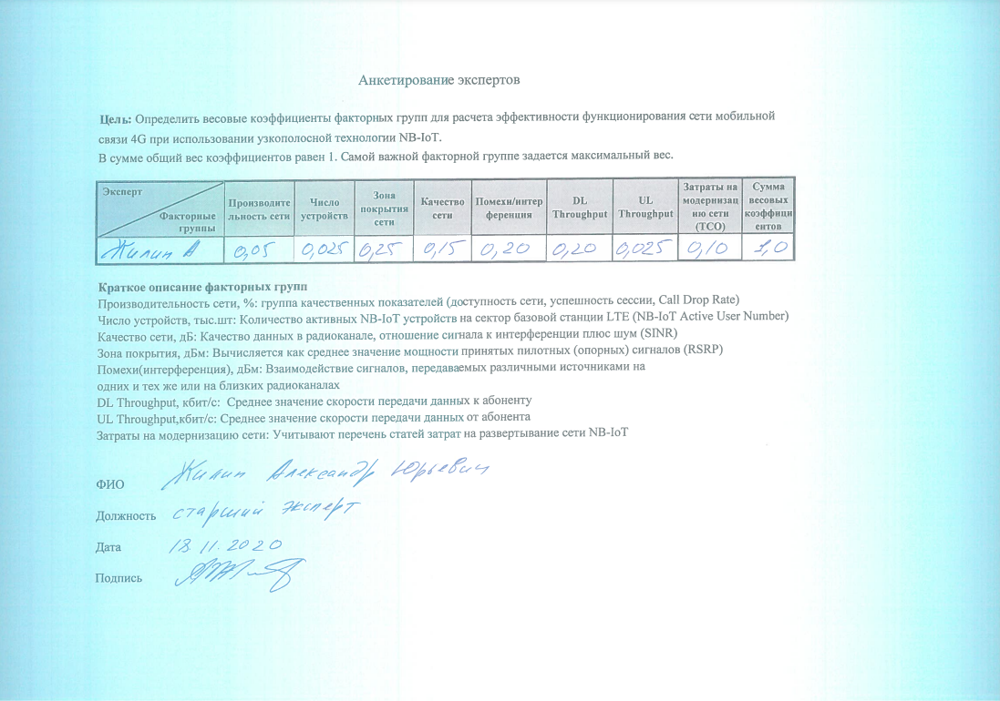 Анкетирование экспертов
Цель: Определить весовые коэффициенты факторных групп для расчета эффективности функционирования сети мобильной
связи 4G при использовании узкополосной технологии NB-IoT.
В сумме общий вес коэффициентов равен 1. Самой важной факторной группе задается максимальный вес.
Эксперт
Факторные
группы
Производите
льность сети
Число
устройств
Зона
покрытия
сети
Качество
сети
Помехи/интер
ференция
DL
Throughput
UL
Throughput
Затраты на
модернизац
ию сети
(TCO)
Сумма
весовых
коэффици
ентов
Жилин А 0,05 0,025 0,25 0,15 0,20 0,20 0,025 0,10 1,0
Краткое описание факторных групп
Производительность сети, %: группа качественных показателей (доступность сети, успешность сессии, Call Drop Rate)
Число устройств, тыс.шт: Количество активных NB-IoT устройств на сектор базовой станции LTE (NB-IoT Active User Number)
Качество сети, дБ: Качество данных в радиоканале, отношение сигнала к интерференции плюс шум (SINR)
Зона покрытия, дБм: Вычисляется как среднее значение мощности принятых пилотных (опорных) сигналов (RSRP)
Помехи(интерференция), дБм: Взаимодействие сигналов, передаваемых различными источниками на
одних и тех же или на близких радиоканалах
DL Throughput, кбит/с: Среднее значение скорости передачи данных к абоненту
UL Throughput,кбит/с: Среднее значение скорости передачи данных от абонента
Затраты на модернизацию сети: Учитывают перечень статей затрат на развертывание сети NB-IoT
ФИО Жилин Александр Юрьевич
Должность старший эксперт
Дата 18.11.2020
Подпись